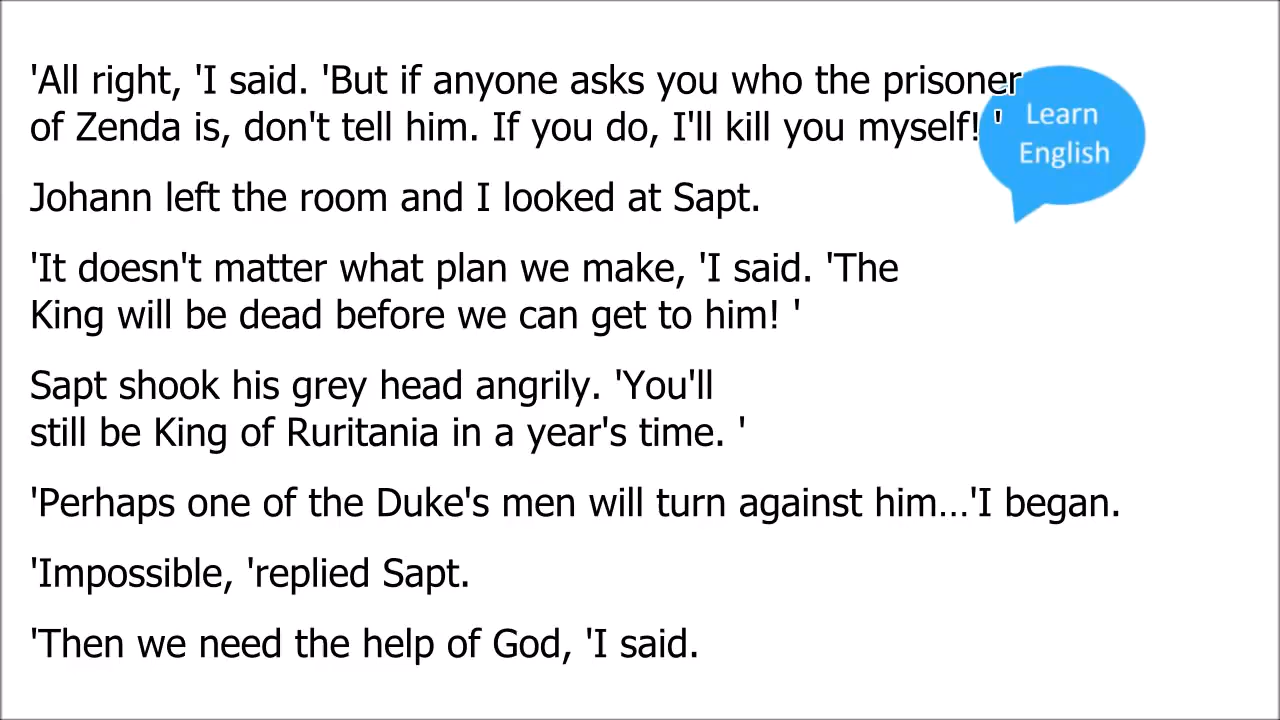 'All right, 'I said. 'But if anyone asks you who the prisoner
of Zenda is, don't tell him. If you do, I'll kill you myself! '
Learn
English
Johann left the room and I looked at Sapt.
'It doesn't matter what plan we make, 'I said. 'The
King will be dead before we can get to him! '
Sapt shook his grey head angrily. 'You'll
still be King of Ruritania in a year's time. '
'Perhaps one of the Duke's men will turn against him…'I began.
'Impossible, 'replied Sapt.
'Then we need the help of God, 'I said.